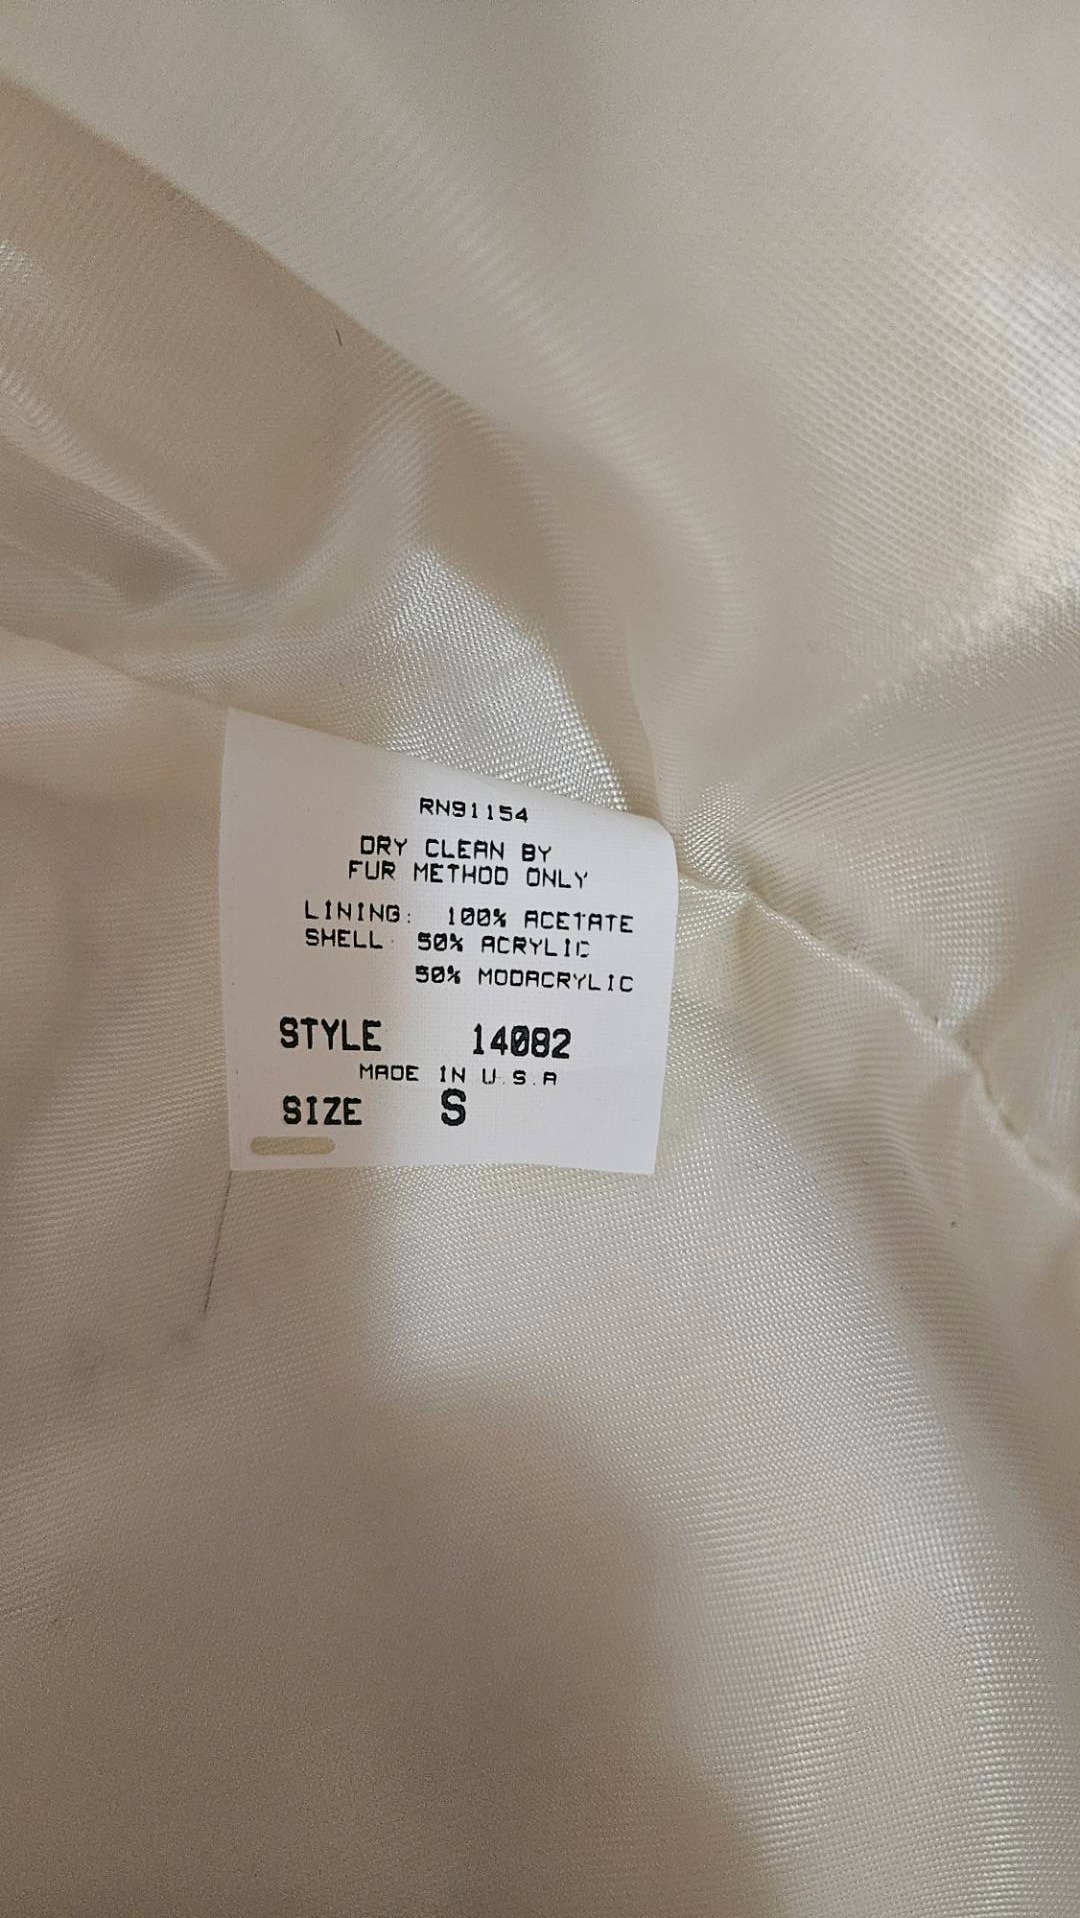 RN91154
DRY CLEAN BY
FUR METHOD ONLY
LINING: 100% ACETATE
SHELL: 50% ACRYLIC
50% MODACRYLIC
STYLE 14082
MADE IN U.S.A
SIZE S